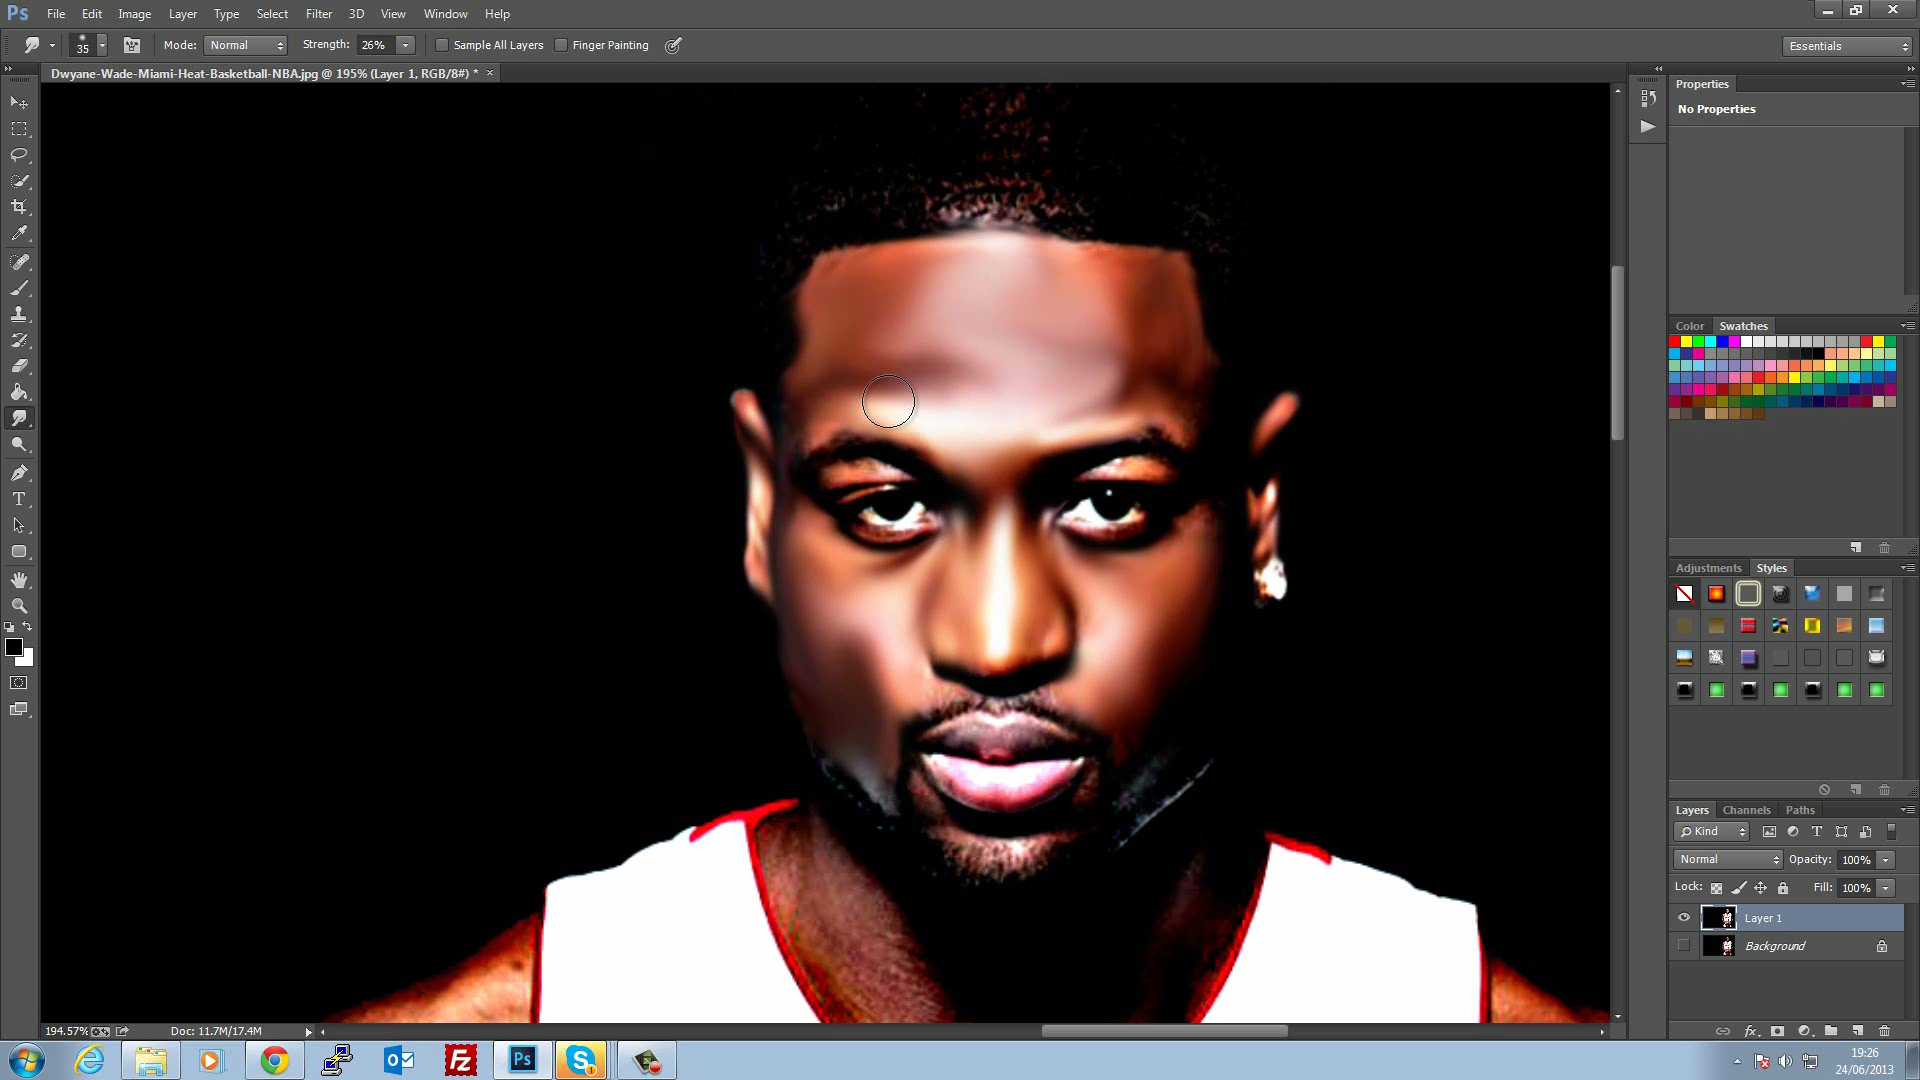 Ps File Edit Image Layer Type Select Filter 3D View Window Help
35 Mode: Normal Strength: 26% Sample All Layers Finger Painting Essentials
Dwyane-Wade-Miami-Heat-Basketball-NBA.jpg @ 195% (Layer 1, RGB/8#) * ×
Properties
No Properties
Color Swatches
Adjustments Styles
Layers Channels Paths
Kind
Normal Opacity: 100%
Lock: Fill: 100%
Layer 1
Background
194.57% Doc: 11.7M/17.4M
19:26
24/06/2013